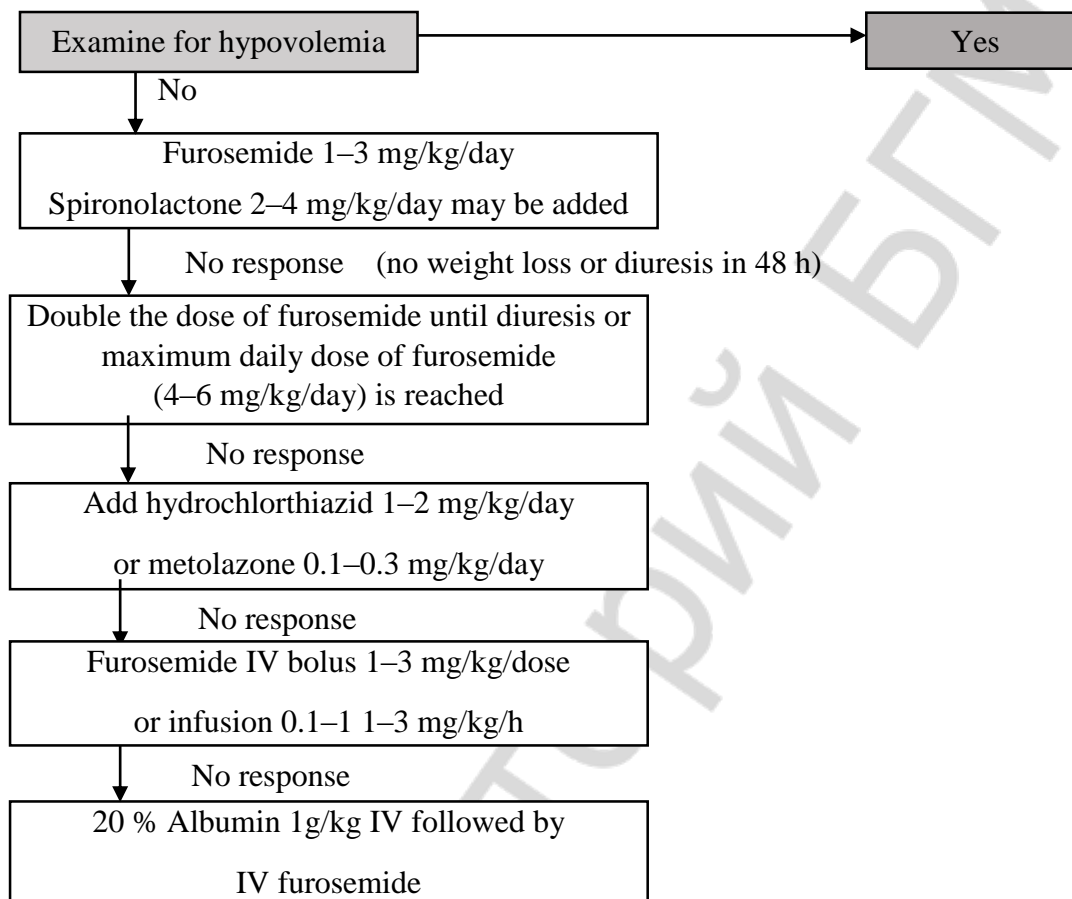 Examine for hypovolemia
Yes
No
Furosemide 1–3 mg/kg/day
Spironolactone 2–4 mg/kg/day may be added
No response (no weight loss or diuresis in 48 h)
Double the dose of furosemide until diuresis or
maximum daily dose of furosemide
(4–6 mg/kg/day) is reached
No response
Add hydrochlorthiazid 1–2 mg/kg/day
or metolazone 0.1–0.3 mg/kg/day
No response
Furosemide IV bolus 1–3 mg/kg/dose
or infusion 0.1–1 1–3 mg/kg/h
No response
20 % Albumin 1g/kg IV followed by
IV furosemide